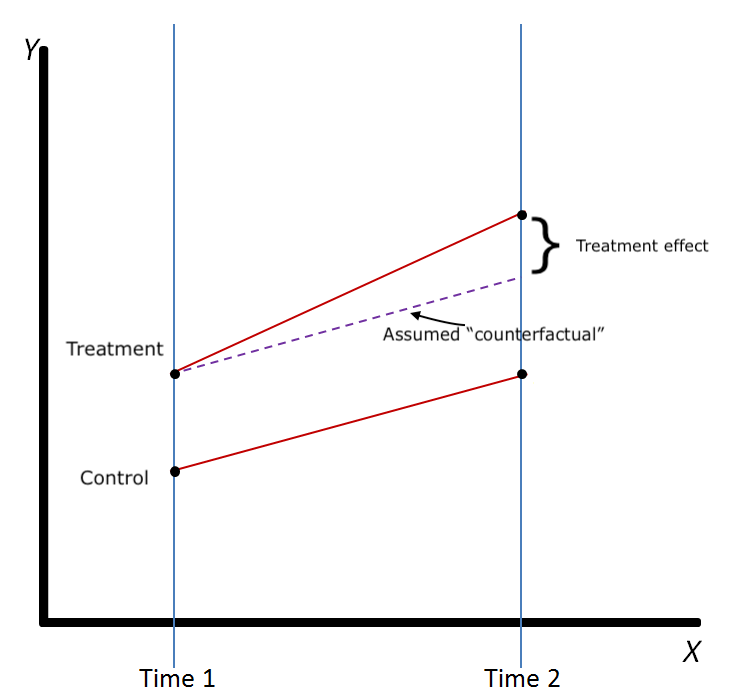 Y
Treatment effect
Assumed “counterfactual”
Treatment
Control
X
Time 1
Time 2